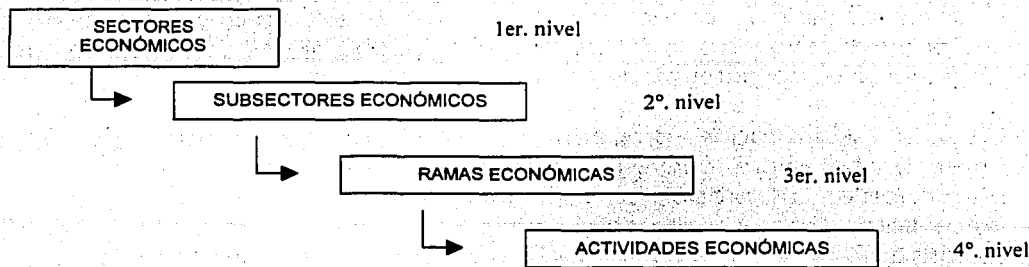 SECTORES
ECONÓMICOS
1er. nivel
SUBSECTORES ECONÓMICOS
2°. nivel
RAMAS ECONÓMICAS
3er. nivel
ACTIVIDADES ECONÓMICAS
4°. nivel